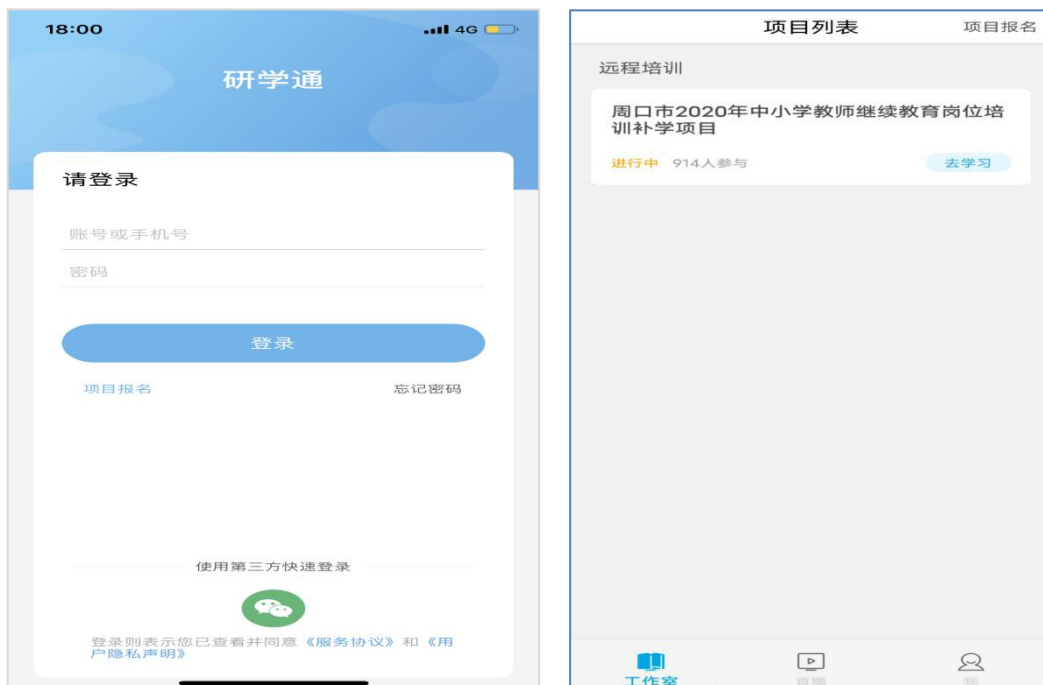 18:00
4G
研学通
请登录
账号或手机号
密码
登录
项目报名
忘记密码
使用第三方快速登录
登录则表示您已查看并同意《服务协议》和《用
户隐私声明》
项目列表
项目报名
远程培训
周口市2020年中小学教师继续教育岗位培
训补学项目
进行中 914人参与
去学习
工作室
直播
我